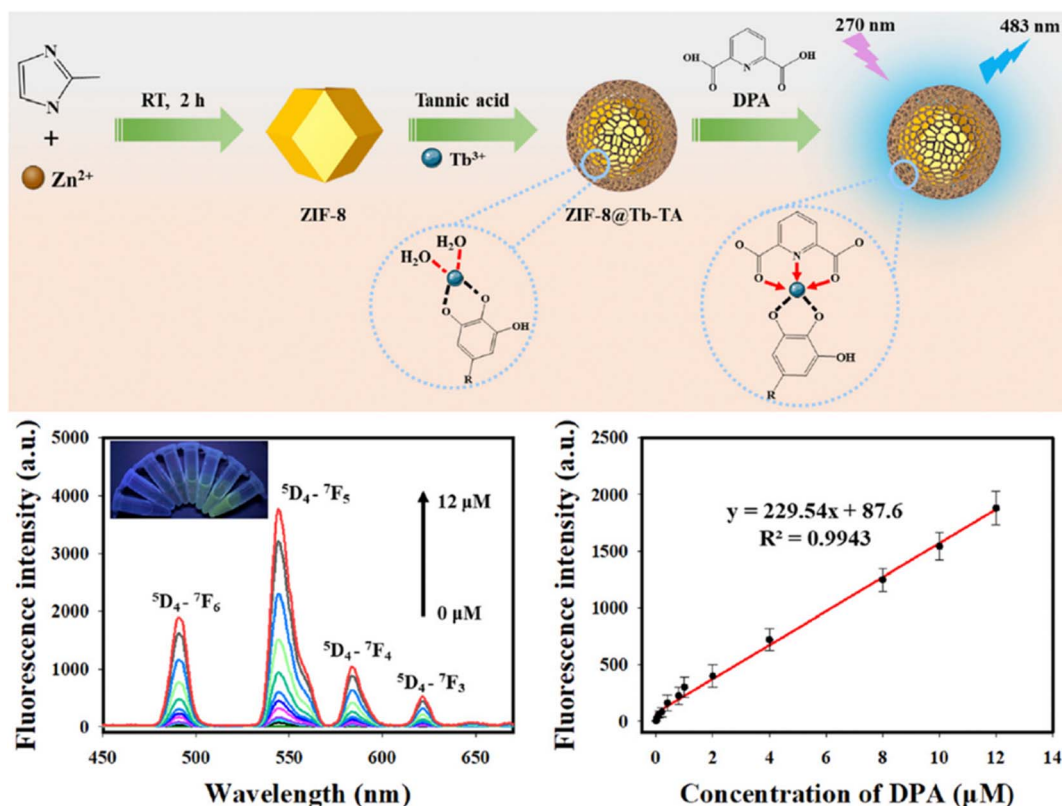 270 nm
483 nm
N
N
+
Zn²⁺
RT, 2 h
ZIF-8
Tannic acid
Tb³⁺
ZIF-8@Tb-TA
OH
N
OH
O
O
DPA
H₂O
H₂O
O
O
OH
R
O
N
O
O
O
O
O
OH
R
Fluorescence intensity (a.u.)
5000
4000
3000
2000
1000
0
⁵D₄- ⁷F₆
⁵D₄- ⁷F₅
⁵D₄- ⁷F₄
⁵D₄- ⁷F₃
12 µM
0 µM
450
500
550
600
650
Wavelength (nm)
Fluorescence intensity (a.u.)
2500
2000
1500
1000
500
0
y = 229.54x + 87.6
R² = 0.9943
0
2
4
6
8
10
12
14
Concentration of DPA (µM)